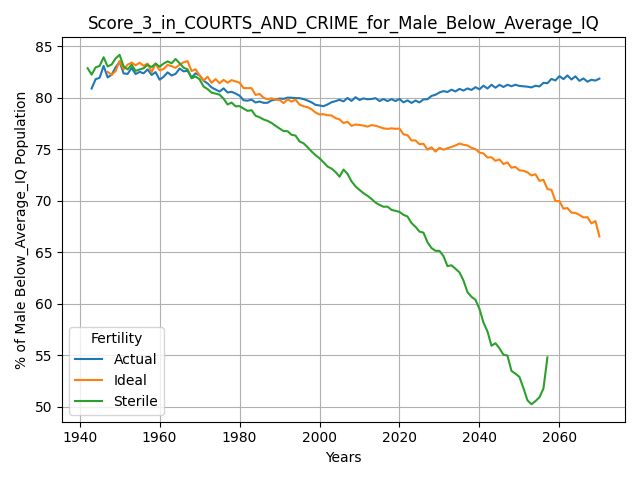 Score_3_in_COURTS_AND_CRIME_for_Male_Below_Average_IQ
% of Male Below_Average_IQ Population
85
80
75
70
65
60
55
50
Fertility
Actual
Ideal
Sterile
1940 1960 1980 2000 2020 2040 2060
Years